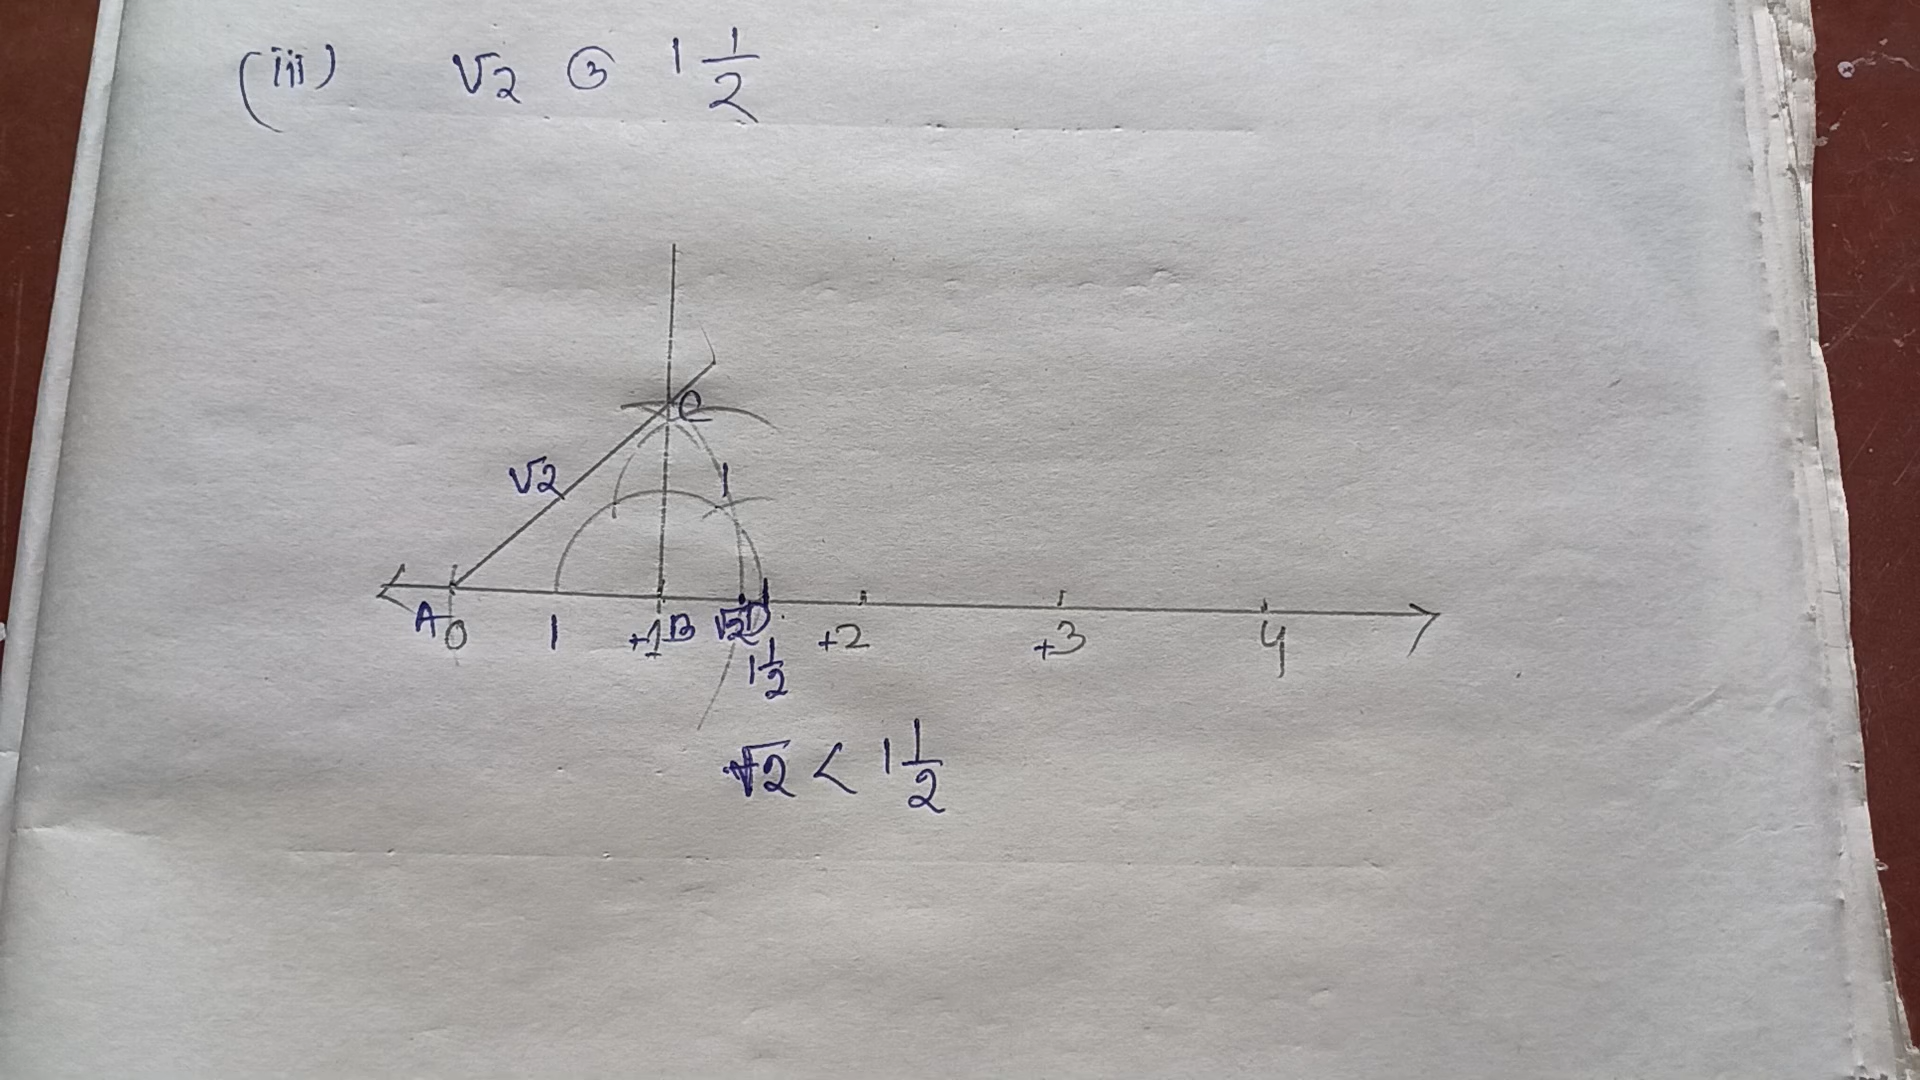 (iii) √2 ও 1 1/2
C
√2
1
A 0 1 +1 B √2 D +2 +3 4
1 1/2
√2 < 1 1/2